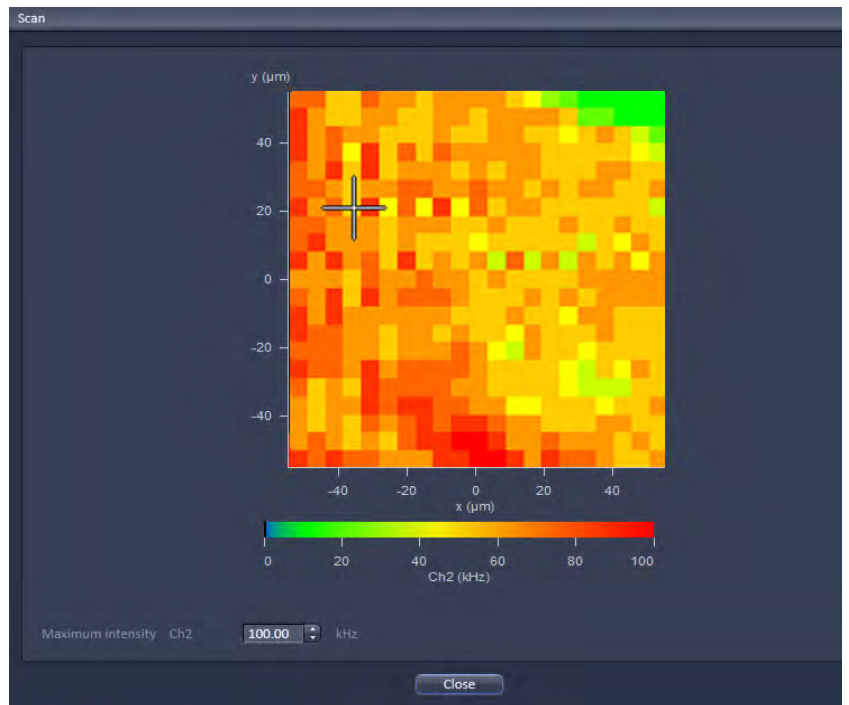 Scan
y (µm)
40
20
0
-20
-40
-40 -20 0 20 40
x (µm)
0 20 40 60 80 100
Ch2 (kHz)
Maximum intensity Ch2 100.00 kHz
Close